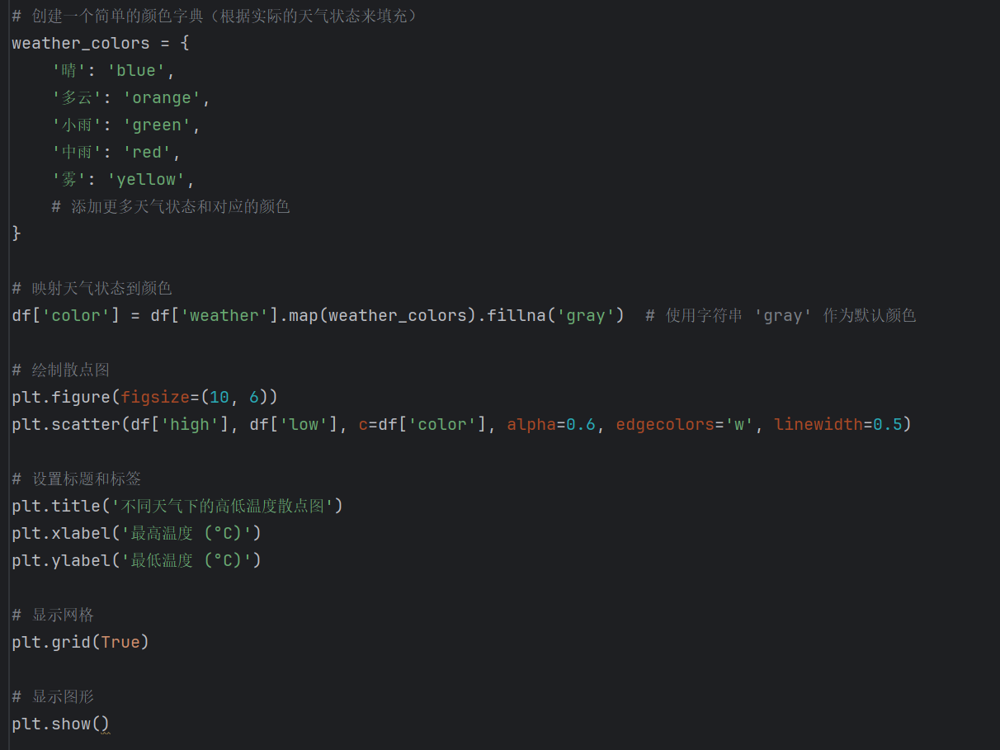 # 创建一个简单的颜色字典（根据实际的天气状态来填充）
weather_colors = {
    '晴': 'blue',
    '多云': 'orange',
    '小雨': 'green',
    '中雨': 'red',
    '雾': 'yellow',
    # 添加更多天气状态和对应的颜色
}
# 映射天气状态到颜色
df['color'] = df['weather'].map(weather_colors).fillna('gray')  # 使用字符串 'gray' 作为默认颜色
# 绘制散点图
plt.figure(figsize=(10, 6))
plt.scatter(df['high'], df['low'], c=df['color'], alpha=0.6, edgecolors='w', linewidth=0.5)
# 设置标题和标签
plt.title('不同天气下的高低温度散点图')
plt.xlabel('最高温度 (°C)')
plt.ylabel('最低温度 (°C)')
# 显示网格
plt.grid(True)
# 显示图形
plt.show()